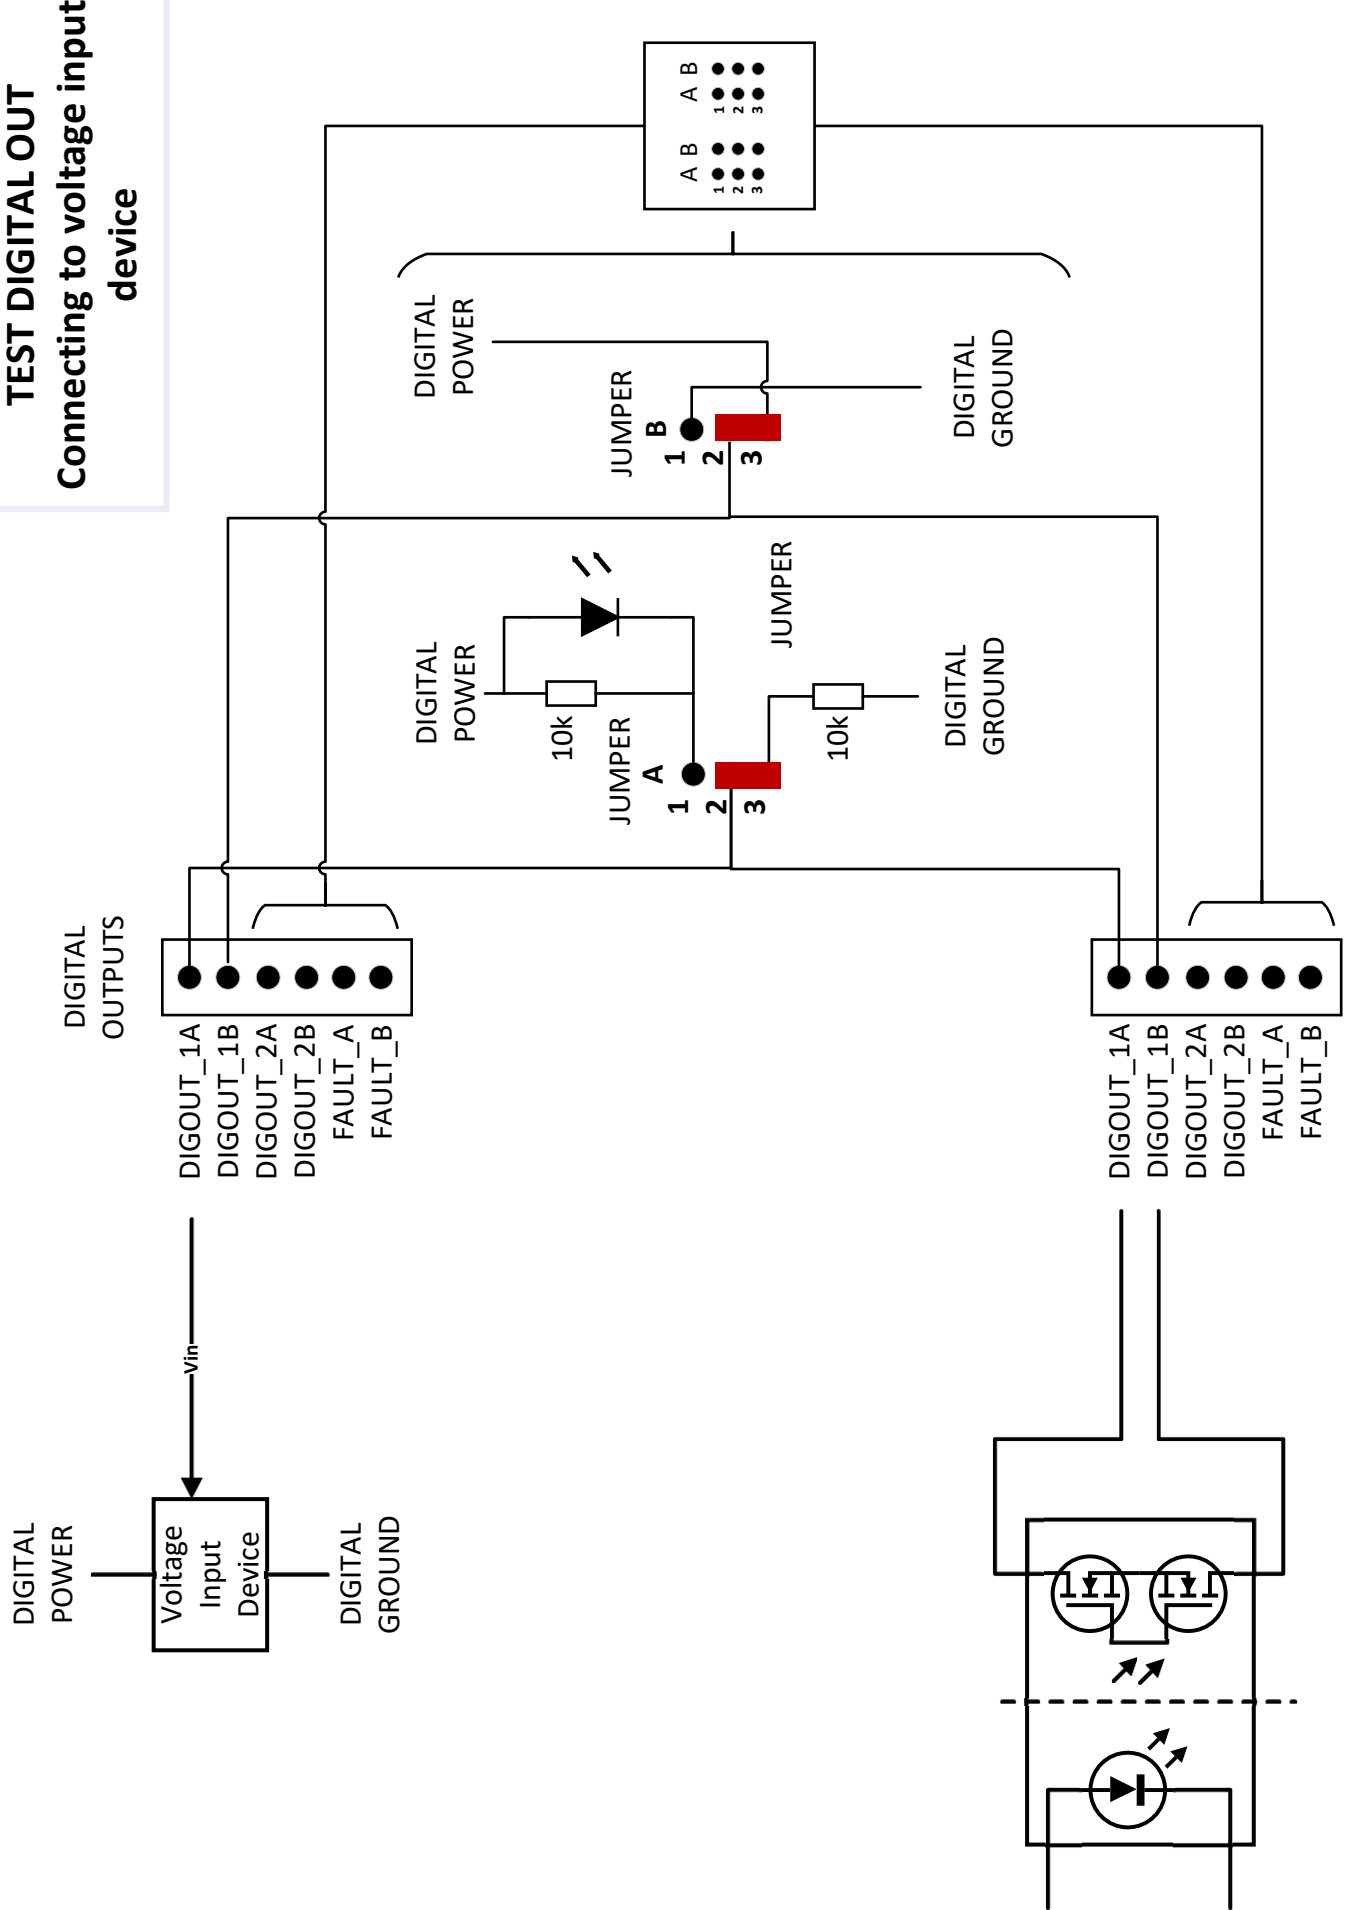 TEST DIGITAL OUT
Connecting to voltage input
device
DIGITAL
POWER
Voltage
Input
Device
DIGITAL
GROUND
Vin
DIGITAL
OUTPUTS
DIGOUT_1A
DIGOUT_1B
DIGOUT_2A
DIGOUT_2B
FAULT_A
FAULT_B
DIGITAL
POWER
10k
JUMPER
A
1
2
3
JUMPER
10k
DIGITAL
GROUND
DIGITAL
POWER
JUMPER
B
1
2
3
DIGITAL
GROUND
A B
1
2
3
A B
1
2
3
DIGOUT_1A
DIGOUT_1B
DIGOUT_2A
DIGOUT_2B
FAULT_A
FAULT_B